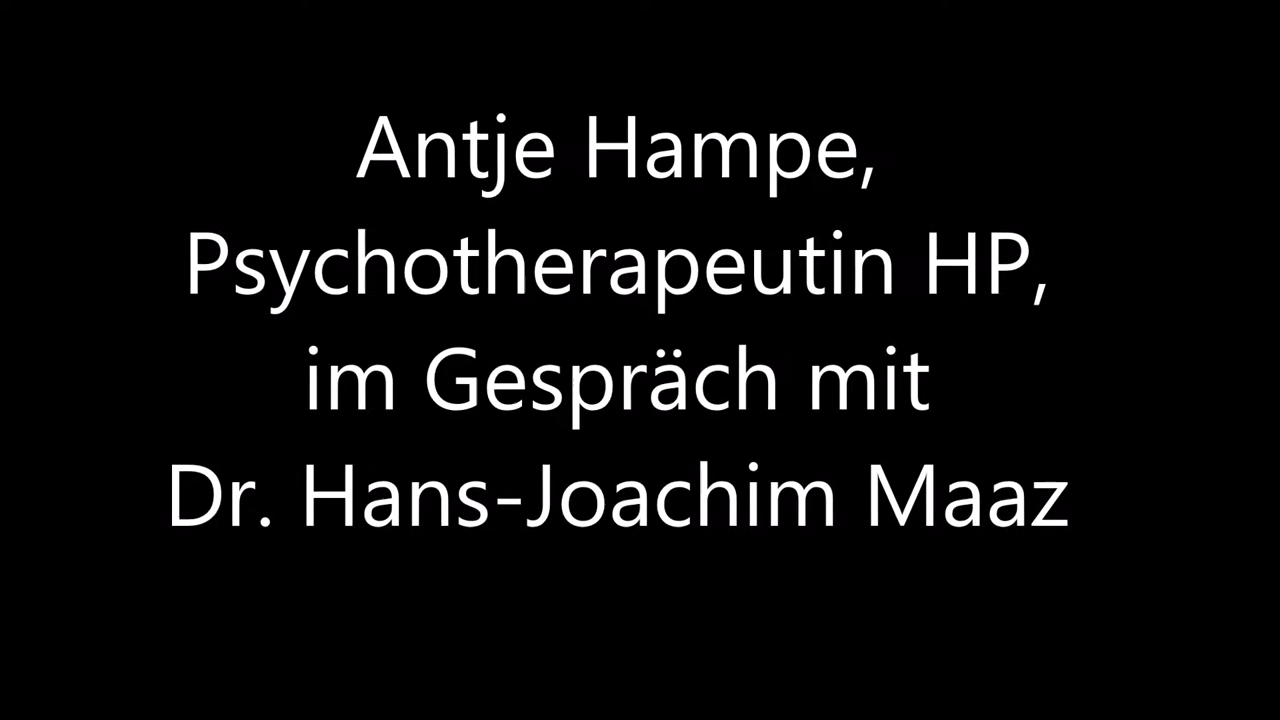 Antje Hampe,
Psychotherapeutin HP,
im Gespräch mit
Dr. Hans-Joachim Maaz